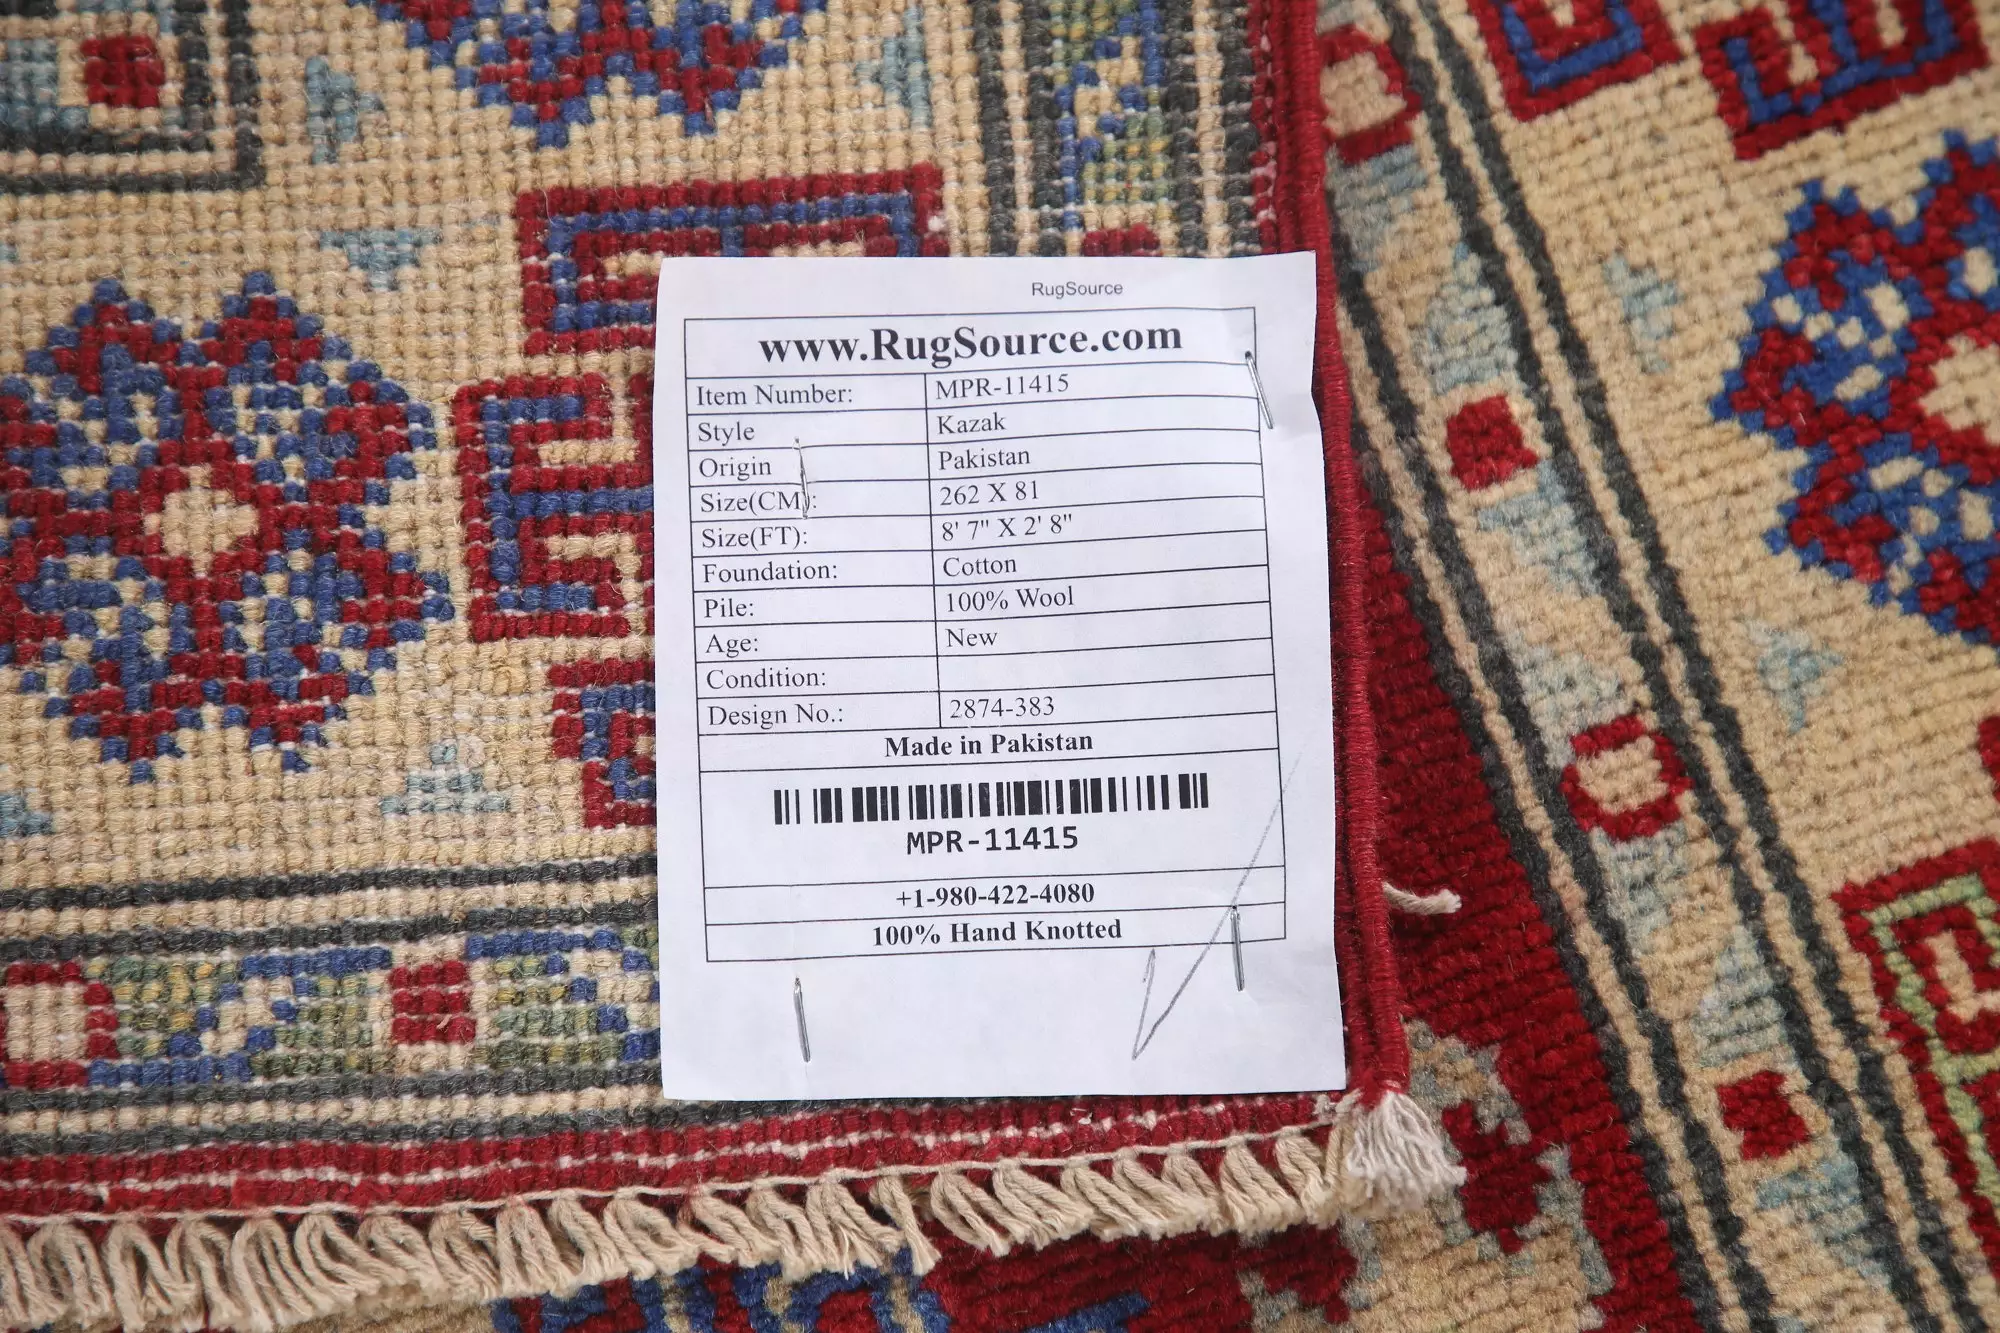 RugSource
www.RugSource.com
Item Number: MPR-11415
Style Kazak
Origin Pakistan
Size(CM): 262 X 81
Size(FT): 8' 7" X 2' 8"
Foundation: Cotton
Pile: 100% Wool
Age: New
Condition:
Design No.: 2874-383
Made in Pakistan
MPR-11415
+1-980-422-4080
100% Hand Knotted